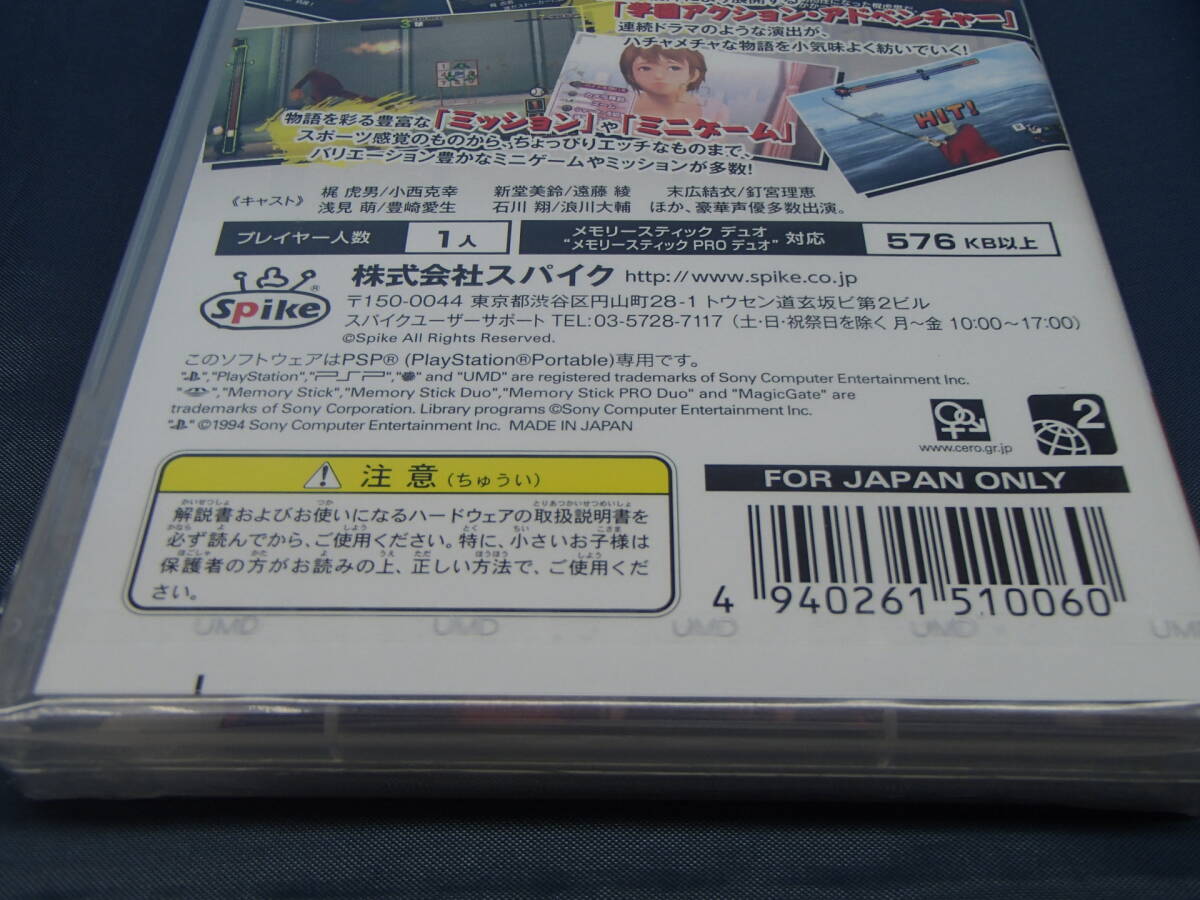 「学園アクション・アドベンチャー」
連続ドラマのような演出が、
ハチャメチャな物語を小気味よく紡いでいく!
HIT!
物語を彩る豊富な「ミッション」や「ミニゲーム」
スポーツ感覚のものから、ちょっぴりエッチなものまで、
バリエーション豊かなミニゲームやミッションが多数!
《キャスト》 梶 虎男/小西克幸 新堂美鈴/遠藤 綾 末広結衣/釘宮理恵
浅見 萌/豊崎愛生 石川 翔/浪川大輔 ほか、豪華声優多数出演。
プレイヤー人数 1人 メモリースティック デュオ "メモリースティック PRO デュオ" 対応 576 KB以上
株式会社スパイク http://www.spike.co.jp
Spike®
〒150-0044 東京都渋谷区円山町28-1 トウセン道玄坂ビ第2ビル
スパイクユーザーサポート TEL:03-5728-7117 (土・日・祝祭日を除く 月〜金 10:00〜17:00)
©Spike All Rights Reserved.
このソフトウェアはPSP® (PlayStation®Portable)専用です。
"","PlayStation","PSP","" and "UMD" are registered trademarks of Sony Computer Entertainment Inc.
"","Memory Stick","Memory Stick Duo","Memory Stick PRO Duo" and "MagicGate" are
trademarks of Sony Corporation. Library programs ©Sony Computer Entertainment Inc.
"" ©1994 Sony Computer Entertainment Inc. MADE IN JAPAN
www.cero.gr.jp
2
注意(ちゅうい)
解説書およびお使いになるハードウェアの取扱説明書を
必ず読んでから、ご使用ください。特に、小さいお子様は
保護者の方がお読みの上、正しい方法で、ご使用くだ
さい。
FOR JAPAN ONLY
4 940261 510060
UMD UMD UMD UMD UMD